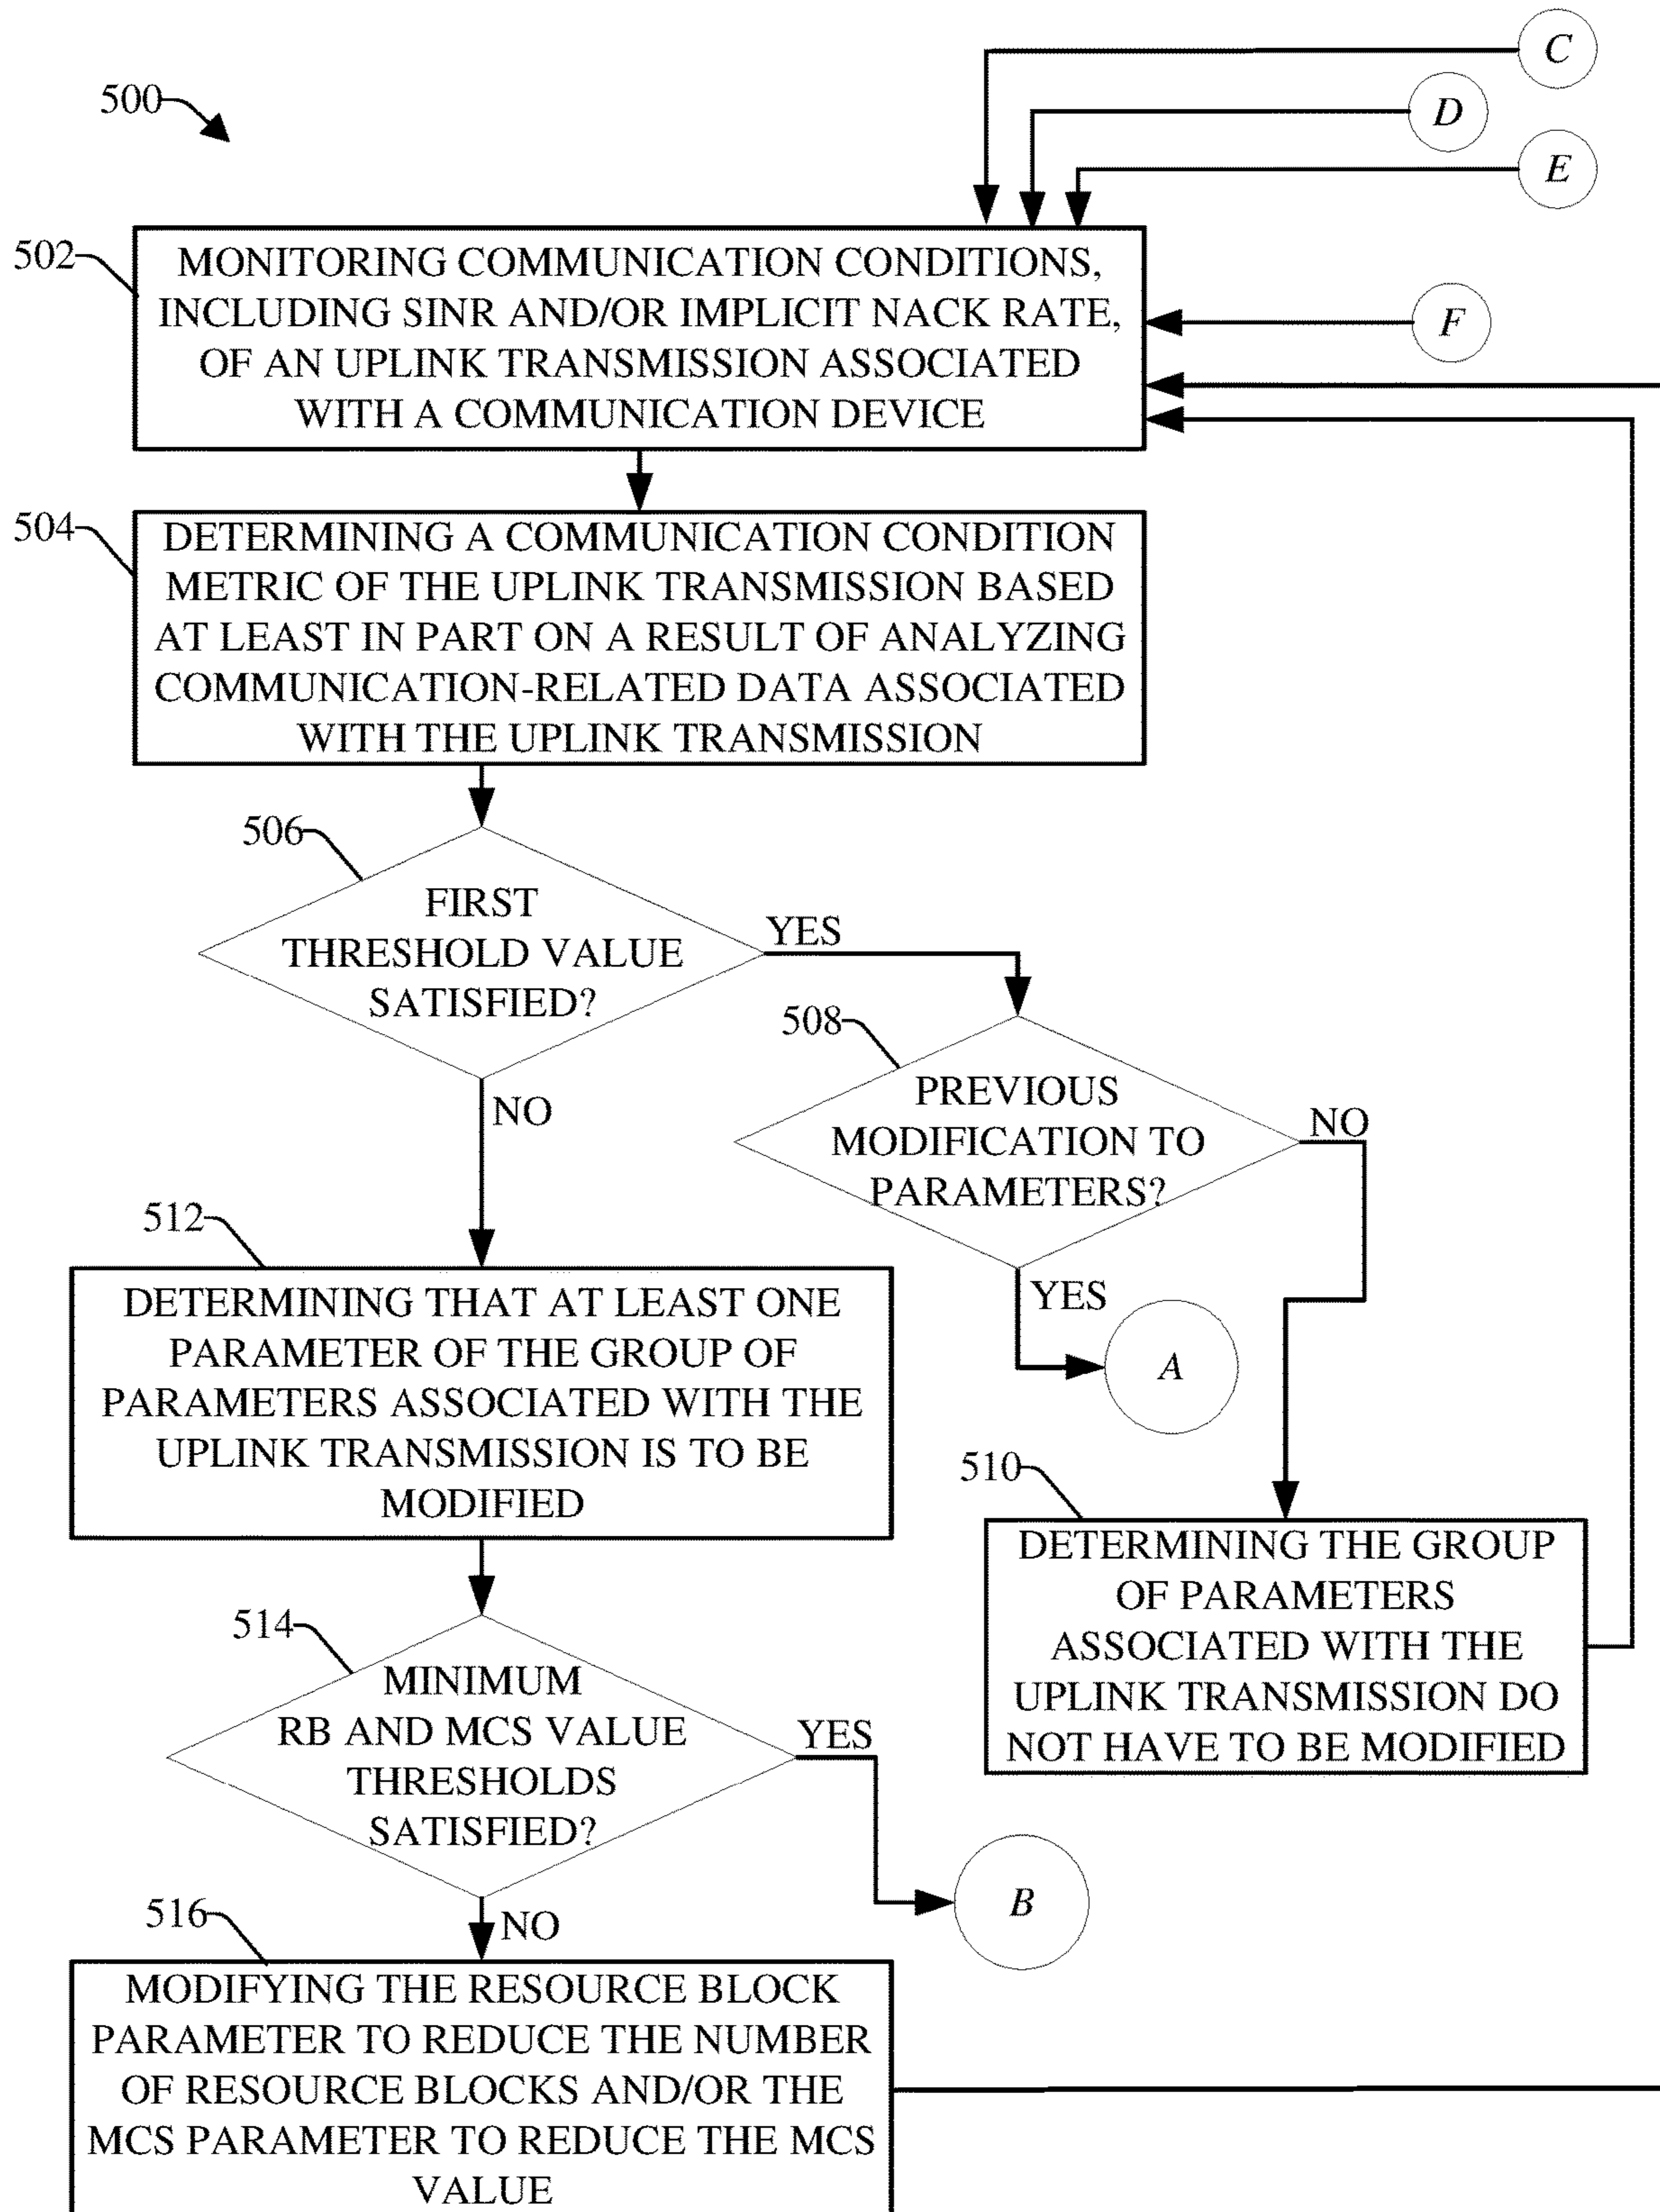 C
500
D
E
502
MONITORING COMMUNICATION CONDITIONS,
INCLUDING SINR AND/OR IMPLICIT NACK RATE,
OF AN UPLINK TRANSMISSION ASSOCIATED
WITH A COMMUNICATION DEVICE
F
504
DETERMINING A COMMUNICATION CONDITION
METRIC OF THE UPLINK TRANSMISSION BASED
AT LEAST IN PART ON A RESULT OF ANALYZING
COMMUNICATION-RELATED DATA ASSOCIATED
WITH THE UPLINK TRANSMISSION
506
FIRST
THRESHOLD VALUE
SATISFIED?
YES
NO
508
PREVIOUS
MODIFICATION TO
PARAMETERS?
NO
YES
A
512
DETERMINING THAT AT LEAST ONE
PARAMETER OF THE GROUP OF
PARAMETERS ASSOCIATED WITH THE
UPLINK TRANSMISSION IS TO BE
MODIFIED
510
DETERMINING THE GROUP
OF PARAMETERS
ASSOCIATED WITH THE
UPLINK TRANSMISSION DO
NOT HAVE TO BE MODIFIED
514
MINIMUM
RB AND MCS VALUE
THRESHOLDS
SATISFIED?
YES
B
NO
516
MODIFYING THE RESOURCE BLOCK
PARAMETER TO REDUCE THE NUMBER
OF RESOURCE BLOCKS AND/OR THE
MCS PARAMETER TO REDUCE THE MCS
VALUE